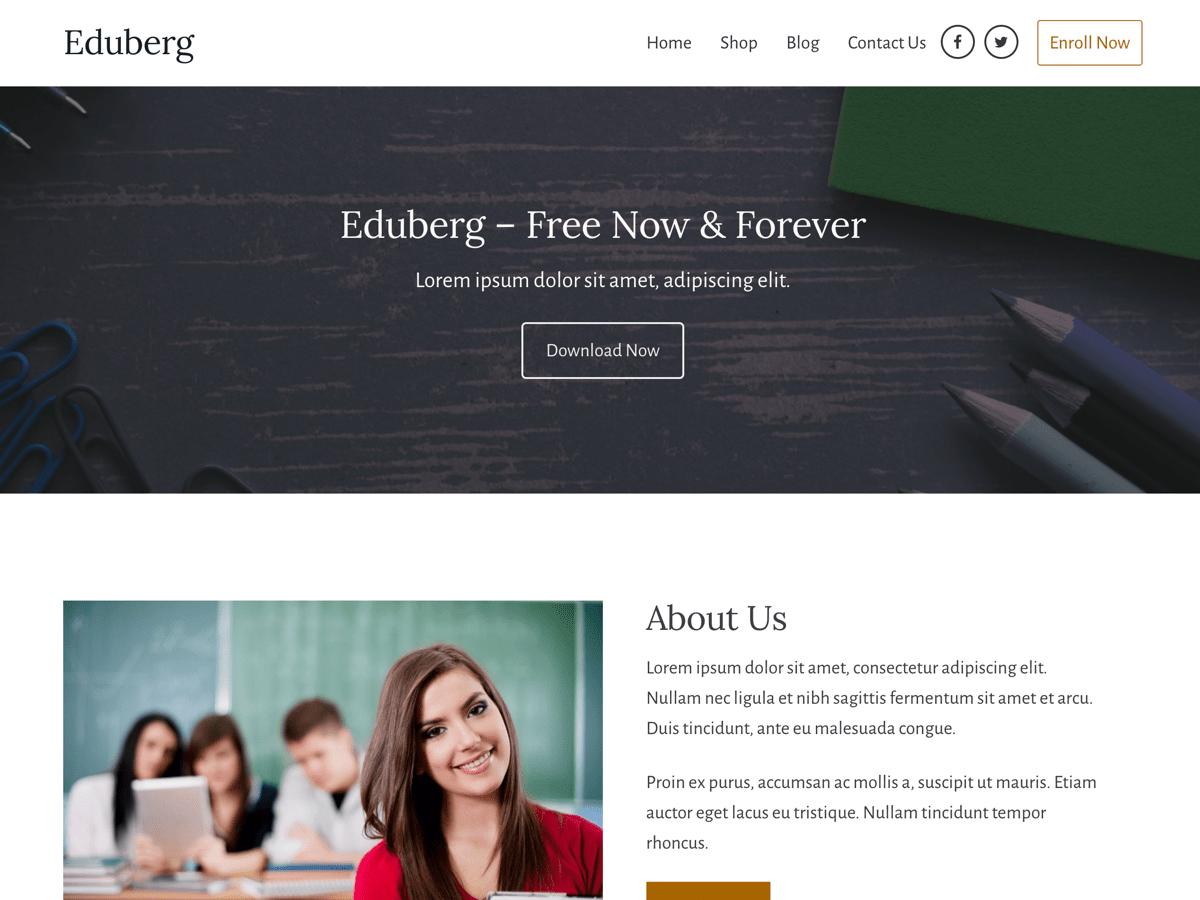 Eduberg
Home Shop Blog Contact Us Enroll Now
Eduberg – Free Now & Forever
Lorem ipsum dolor sit amet, adipiscing elit.
Download Now
About Us
Lorem ipsum dolor sit amet, consectetur adipiscing elit.
Nullam nec ligula et nibh sagittis fermentum sit amet et arcu.
Duis tincidunt, ante eu malesuada congue.
Proin ex purus, accumsan ac mollis a, suscipit ut mauris. Etiam
auctor eget lacus eu tristique. Nullam tincidunt tempor
rhoncus.